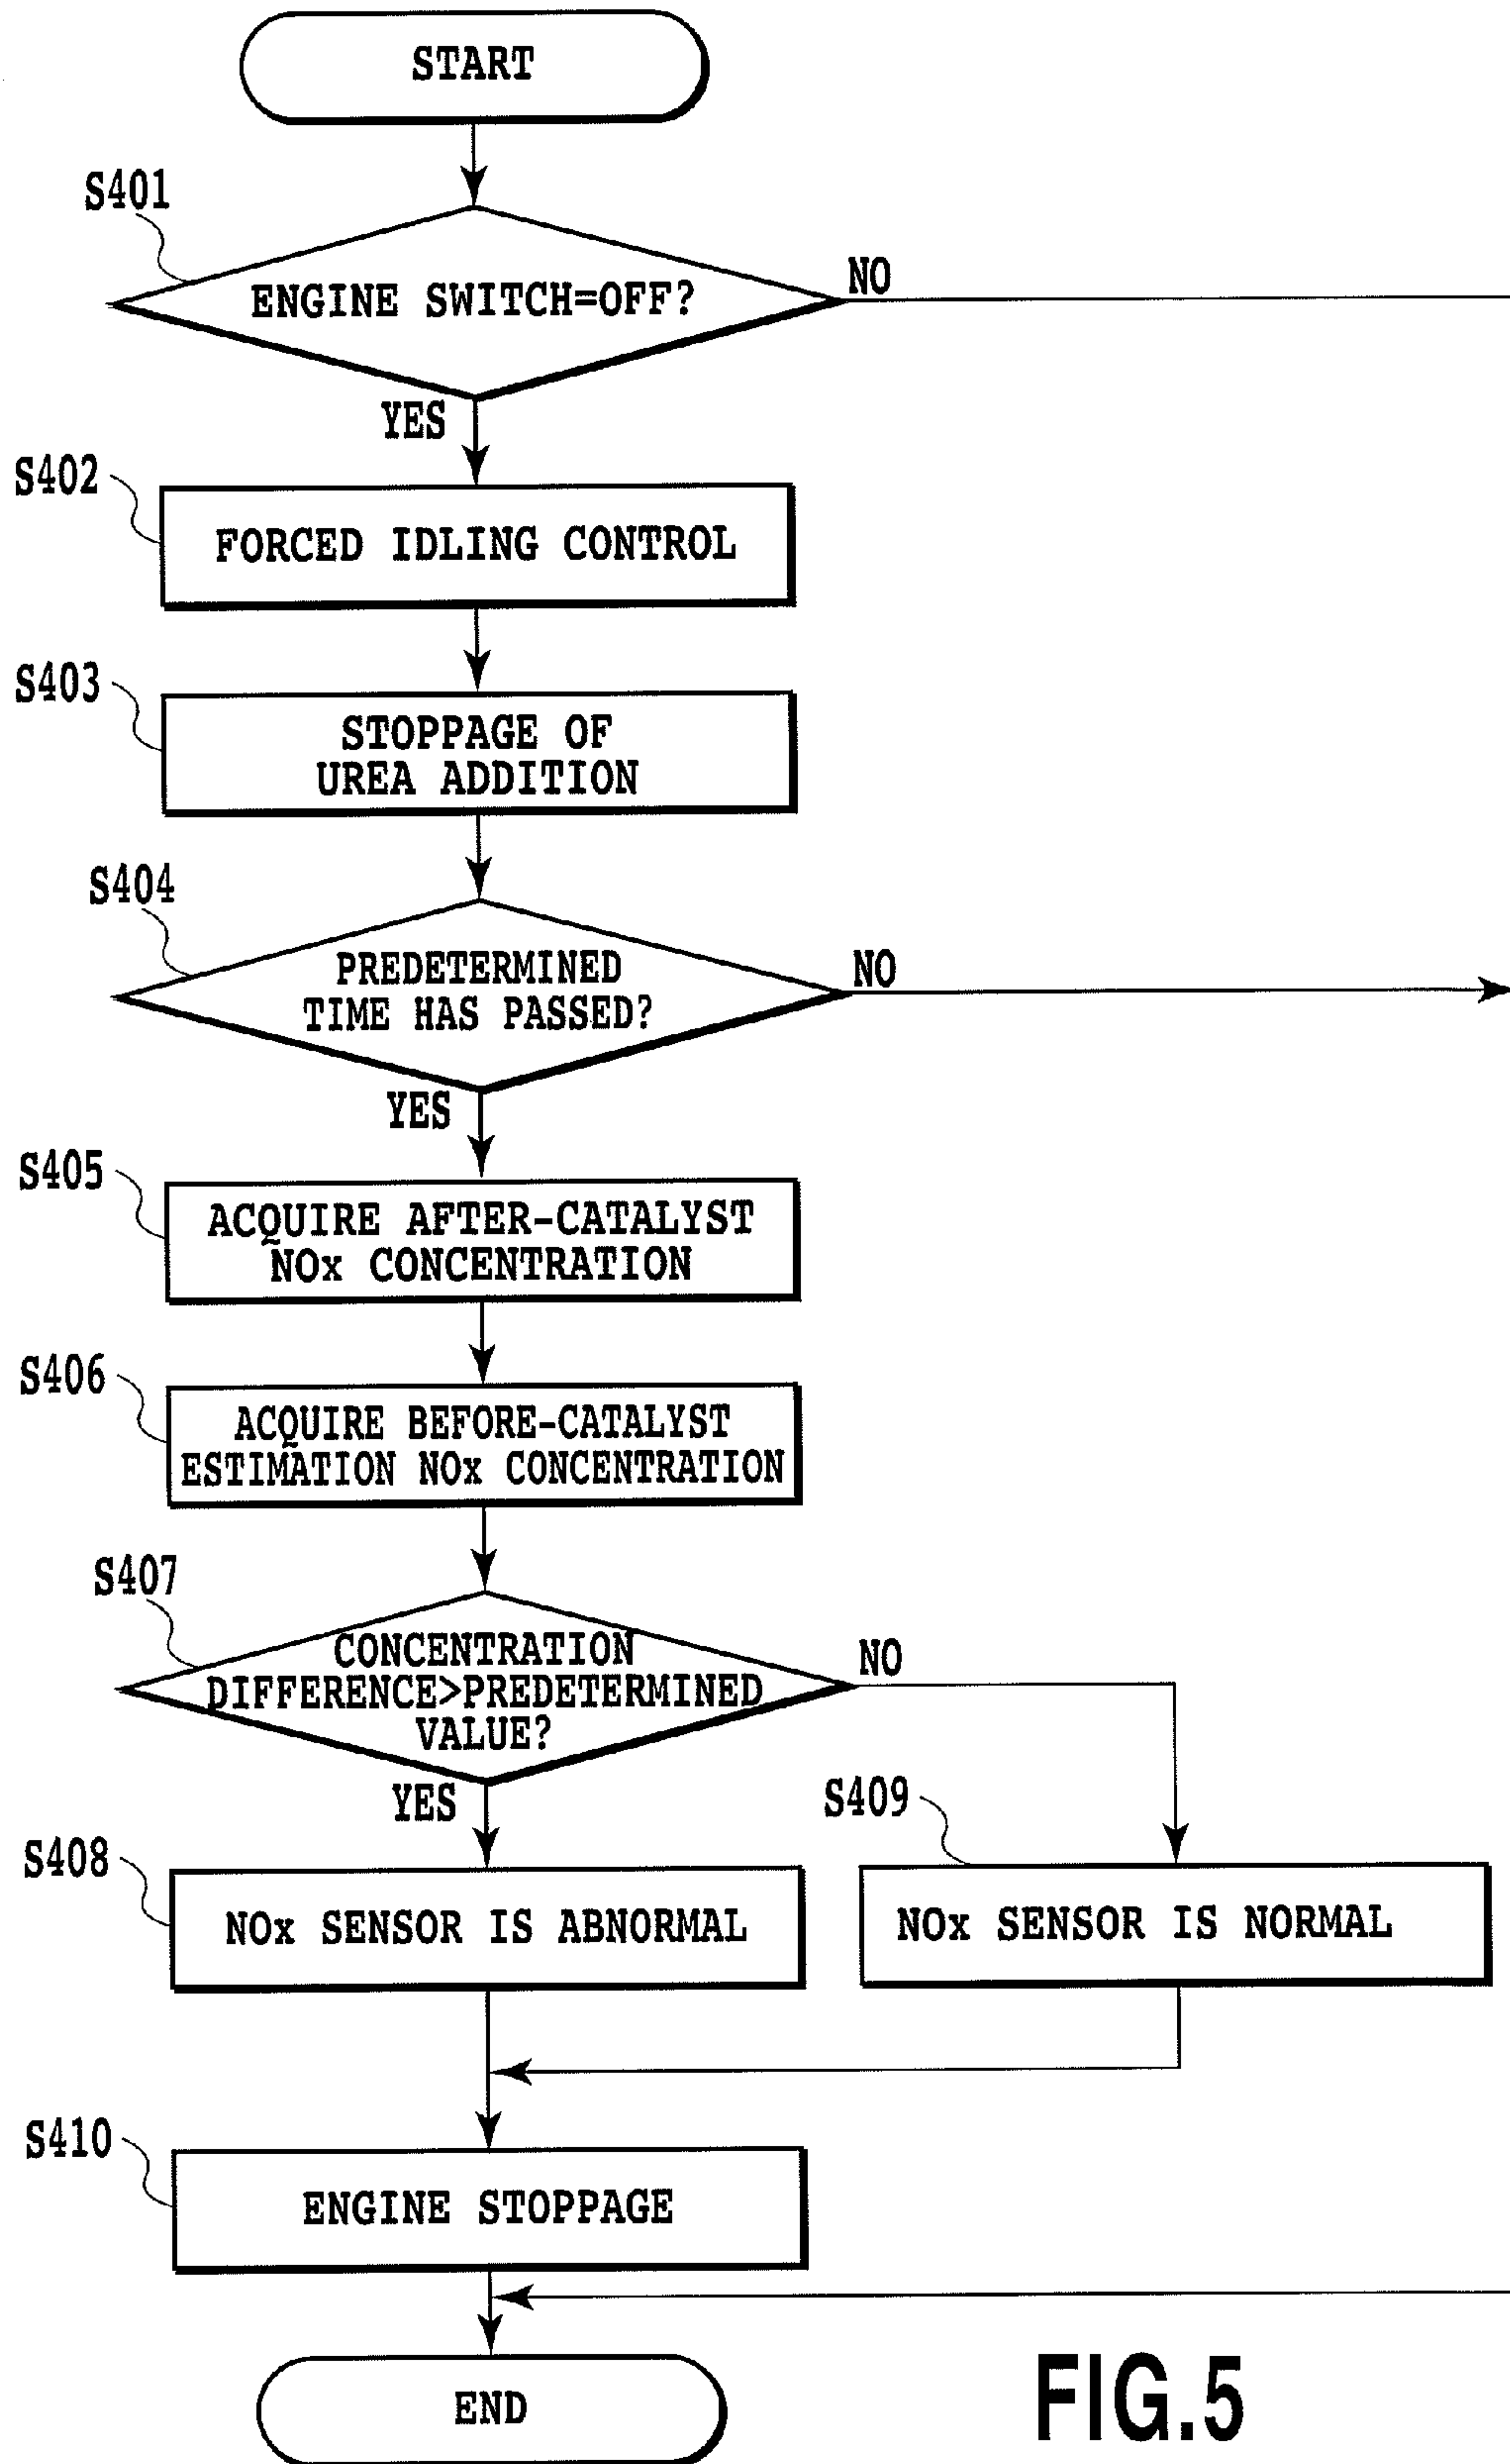 START
S401
ENGINE SWITCH=OFF?
NO
YES
S402
FORCED IDLING CONTROL
S403
STOPPAGE OF
UREA ADDITION
S404
PREDETERMINED
TIME HAS PASSED?
NO
YES
S405
ACQUIRE AFTER-CATALYST
NOx CONCENTRATION
S406
ACQUIRE BEFORE-CATALYST
ESTIMATION NOx CONCENTRATION
S407
CONCENTRATION
DIFFERENCE>PREDETERMINED
VALUE?
NO
YES
S408
NOx SENSOR IS ABNORMAL
S409
NOx SENSOR IS NORMAL
S410
ENGINE STOPPAGE
END
FIG.5